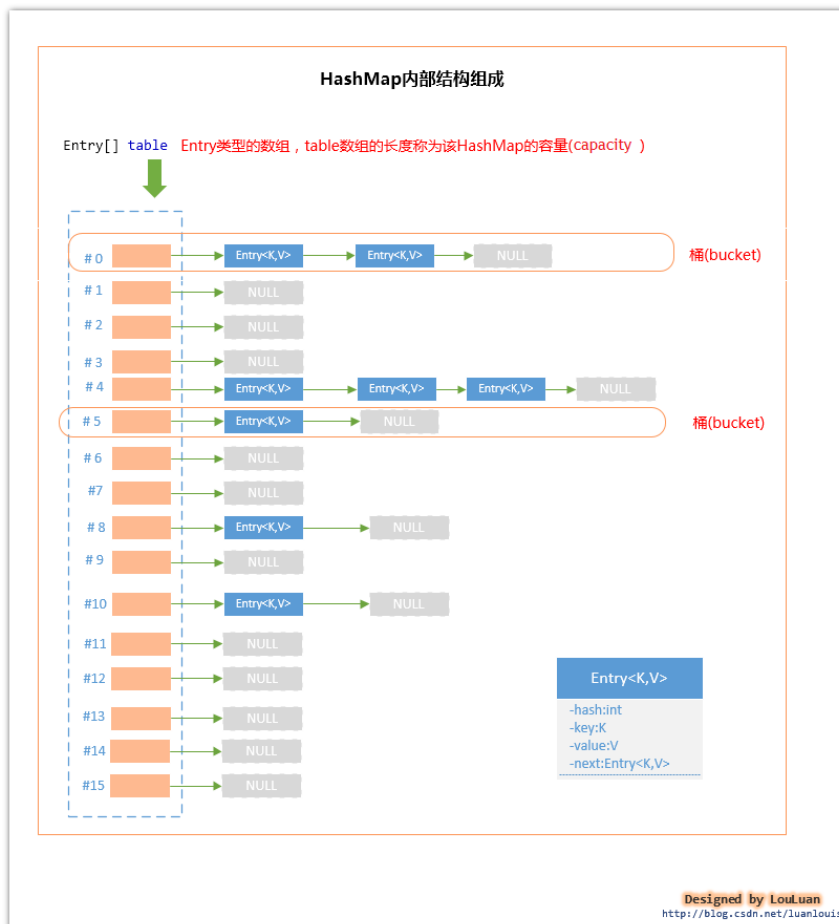 HashMap内部结构组成
Entry[] table Entry类型的数组，table数组的长度称为该HashMap的容量(capacity )
#0 Entry<K,V> Entry<K,V> NULL 桶(bucket)
#1 NULL
#2 NULL
#3 NULL
#4 Entry<K,V> Entry<K,V> Entry<K,V> NULL
#5 Entry<K,V> NULL 桶(bucket)
#6 NULL
#7 NULL
#8 Entry<K,V> NULL
#9 NULL
#10 Entry<K,V> NULL
#11 NULL
#12 NULL
#13 NULL
#14 NULL
#15 NULL
Entry<K,V>
-hash:int
-key:K
-value:V
-next:Entry<K,V>
Designed by LouLuan
http://blog.csdn.net/luanlouis